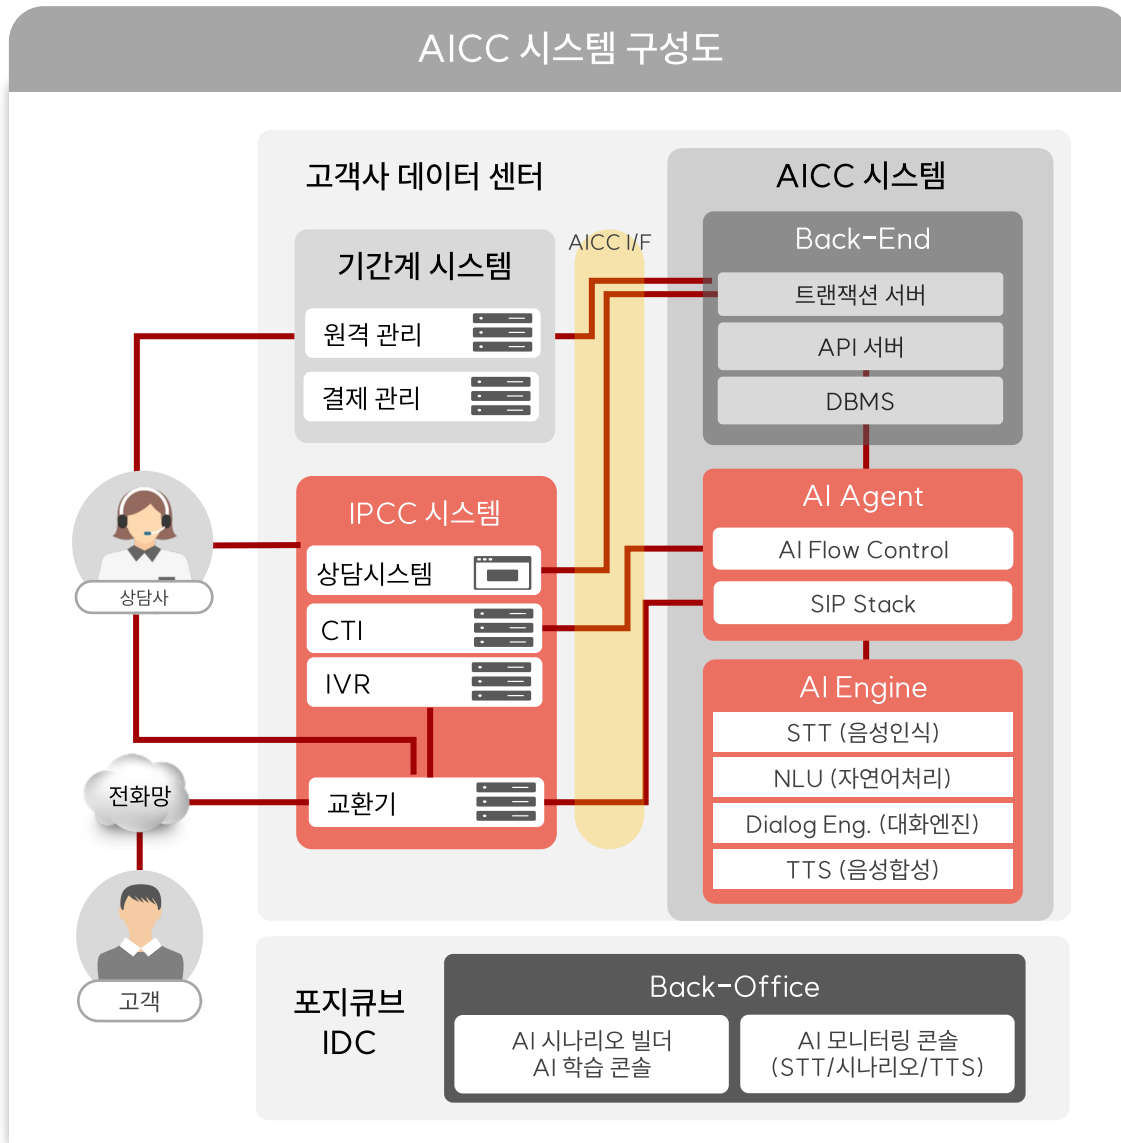 AICC 시스템 구성도
고객사 데이터 센터
기간계 시스템
원격 관리
결제 관리
IPCC 시스템
상담시스템
CTI
IVR
교환기
AICC I/F
AICC 시스템
Back-End
트랜잭션 서버
API 서버
DBMS
AI Agent
AI Flow Control
SIP Stack
AI Engine
STT (음성인식)
NLU (자연어처리)
Dialog Eng. (대화엔진)
TTS (음성합성)
상담사
전화망
고객
포지큐브
IDC
Back-Office
AI 시나리오 빌더
AI 학습 콘솔
AI 모니터링 콘솔
(STT/시나리오/TTS)